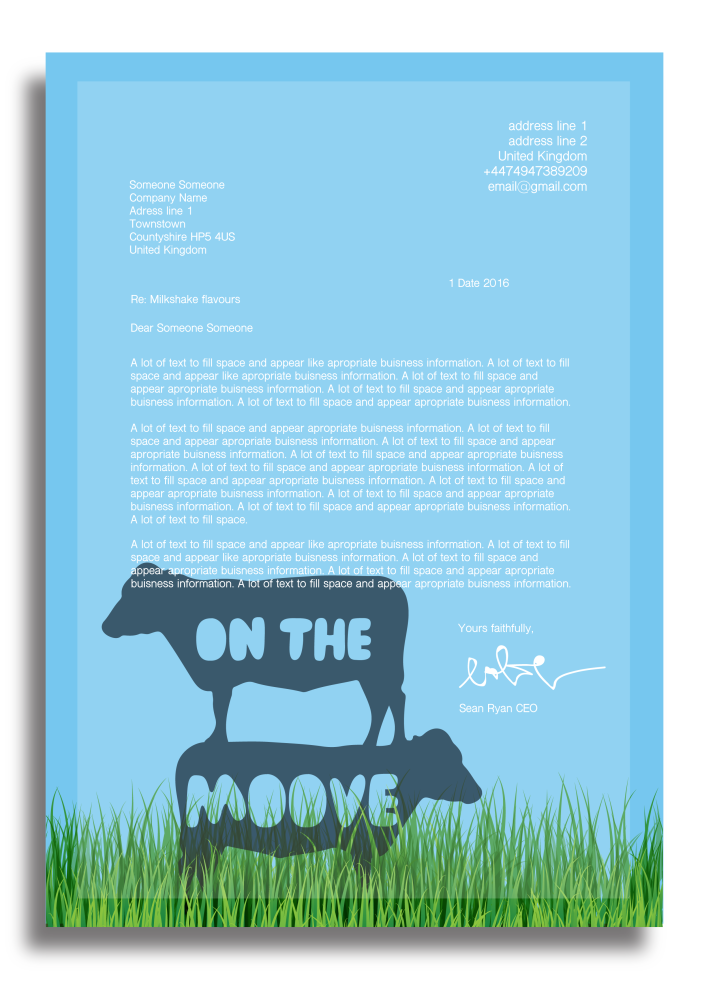 address line 1
address line 2
United Kingdom
+4474947389209
email@gmail.com
Someone Someone
Company Name
Adress line 1
Townstown
Countyshire HP5 4US
United Kingdom
1 Date 2016
Re: Milkshake flavours
Dear Someone Someone
A lot of text to fill space and appear like apropriate buisness information. A lot of text to fill
space and appear like apropriate buisness information. A lot of text to fill space and
appear apropriate buisness information. A lot of text to fill space and appear apropriate
buisness information. A lot of text to fill space and appear apropriate buisness information.
A lot of text to fill space and appear apropriate buisness information. A lot of text to fill
space and appear apropriate buisness information. A lot of text to fill space and appear
apropriate buisness information. A lot of text to fill space and appear apropriate buisness
information. A lot of text to fill space and appear apropriate buisness information. A lot of
text to fill space and appear apropriate buisness information. A lot of text to fill space and
appear apropriate buisness information. A lot of text to fill space and appear apropriate
buisness information. A lot of text to fill space and appear apropriate buisness information.
A lot of text to fill space.
A lot of text to fill space and appear like apropriate buisness information. A lot of text to fill
space and appear like apropriate buisness information. A lot of text to fill space and
appear apropriate buisness information. A lot of text to fill space and appear apropriate
buisness information. A lot of text to fill space and appear apropriate buisness information.
ON THE
Yours faithfully,
Sean Ryan CEO
MOOVE